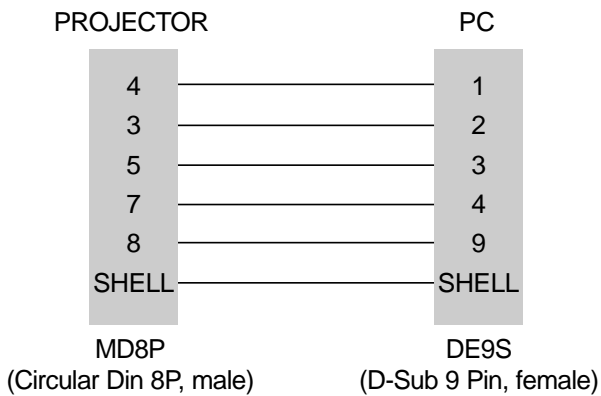 PROJECTOR PC
4 1
3 2
5 3
7 4
8 9
SHELL SHELL
MD8P DE9S
(Circular Din 8P, male) (D-Sub 9 Pin, female)